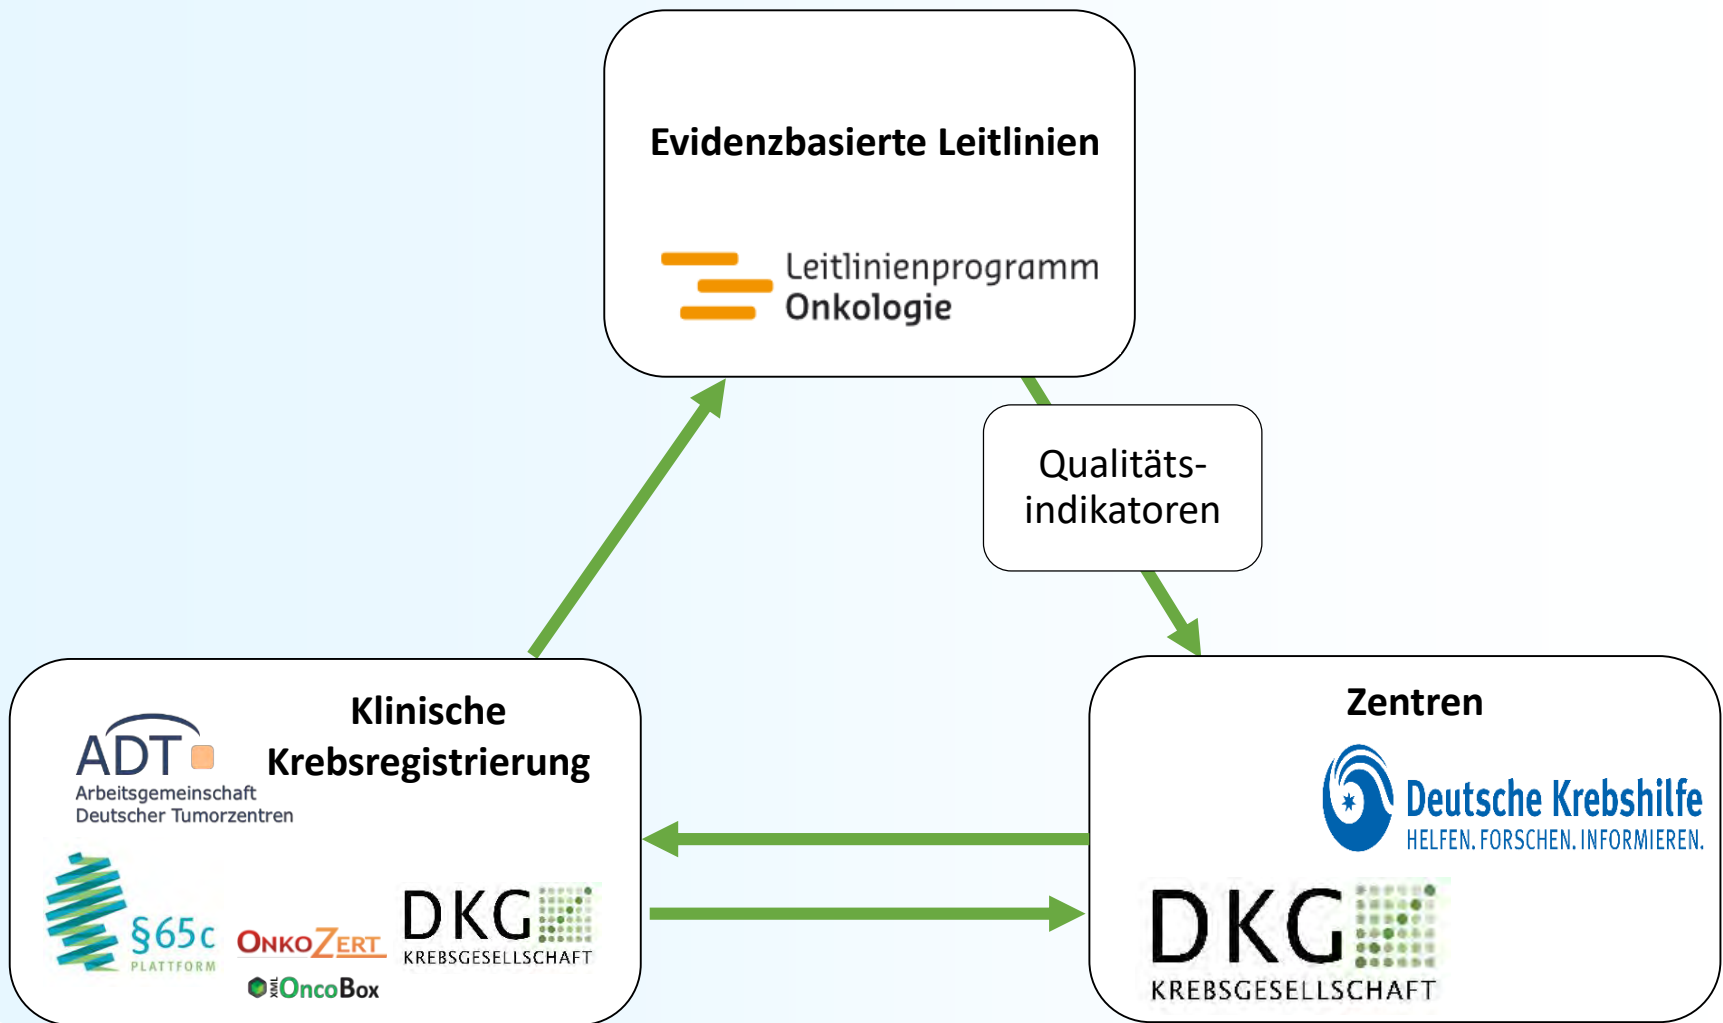 Evidenzbasierte Leitlinien
Leitlinienprogramm
Onkologie
Qualitäts-
indikatoren
Klinische
Krebsregistrierung
ADT
Arbeitsgemeinschaft
Deutscher Tumorzentren
§65c
PLATTFORM
ONKOZERT
XML OncoBox
DKG
KREBSGESELLSCHAFT
Zentren
Deutsche Krebshilfe
HELFEN. FORSCHEN. INFORMIEREN.
DKG
KREBSGESELLSCHAFT